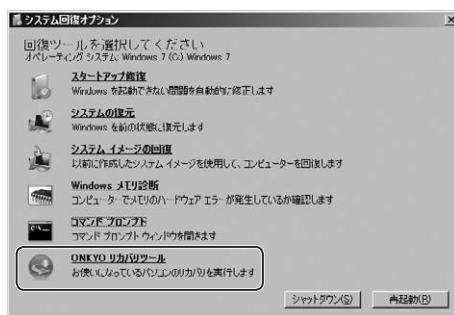 システム回復オプション
回復ツールを選択してください
オペレーティング システム: Windows 7 (C:) Windows 7
スタートアップ修復
Windows を起動できない問題を自動的に修正します
システムの復元
Windows を前の状態に復元します
システム イメージの回復
以前に作成したシステム イメージを使用して、コンピューターを回復します
Windows メモリ診断
コンピューターでメモリのハードウェア エラーが発生しているか確認します
コマンド プロンプト
コマンド プロンプト ウィンドウを開きます
ONKYO リカバリツール
お使いになっているパソコンのリカバリを実行します
シャットダウン(S) 再起動(R)